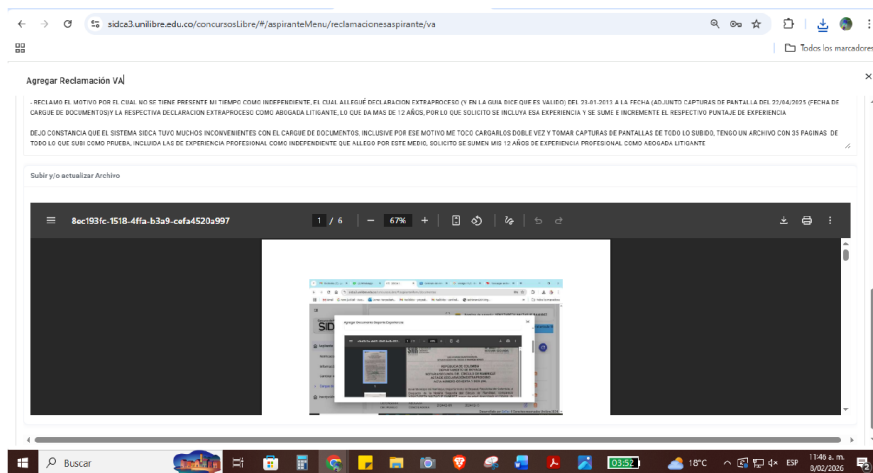 sidca3.unilibre.edu.co/concursosLibre/#/aspiranteMenu/reclamacionesaspirante/va
Todos los marcadores
Agregar Reclamación VA
- RECLAMO EL MOTIVO POR EL CUAL NO SE TIENE PRESENTE MI TIEMPO COMO INDEPENDIENTE, EL CUAL ALLEGUÉ DECLARACION EXTRAPROCESO (Y EN LA GUIA DICE QUE ES VALIDO) DEL 23-01-2013 A LA FECHA (ADJUNTO CAPTURAS DE PANTALLA DEL 22/04/2025 (FECHA DE
CARGUE DE DOCUMENTOS)Y LA RESPECTIVA DECLARACION EXTRAPROCESO COMO ABOGADA LITIGANTE, LO QUE DA MAS DE 12 AÑOS, POR LO QUE SOLICITO SE INCLUYA ESA EXPERIENCIA Y SE SUME E INCREMENTE EL RESPECTIVO PUNTAJE DE EXPERIENCIA
DEJO CONSTANCIA QUE EL SISTEMA SIDCA TUVO MUCHOS INCONVENIENTES CON EL CARGUE DE DOCUMENTOS, INCLUSIVE POR ESE MOTIVO ME TOCO CARGARLOS DOBLE VEZ Y TOMAR CAPTURAS DE PANTALLAS DE TODO LO SUBIDO, TENGO UN ARCHIVO CON 35 PAGINAS DE
TODO LO QUE SUBI COMO PRUEBA, INCLUIDA LAS DE EXPERIENCIA PROFESIONAL COMO INDEPENDIENTE QUE ALLEGO POR ESTE MEDIO, SOLICITO SE SUMEN MIS 12 AÑOS DE EXPERIENCIA PROFESIONAL COMO ABOGADA LITIGANTE
Subir y/o actualizar Archivo
8ec193fc-1518-4ffa-b3a9-cefa4520a997
1 / 6
67%
Agregar Documento Soporte Experiencia
REPUBLICA DE COLOMBIA
Buscar
03:52
18°C
ESP
11:46 a. m.
8/02/2026